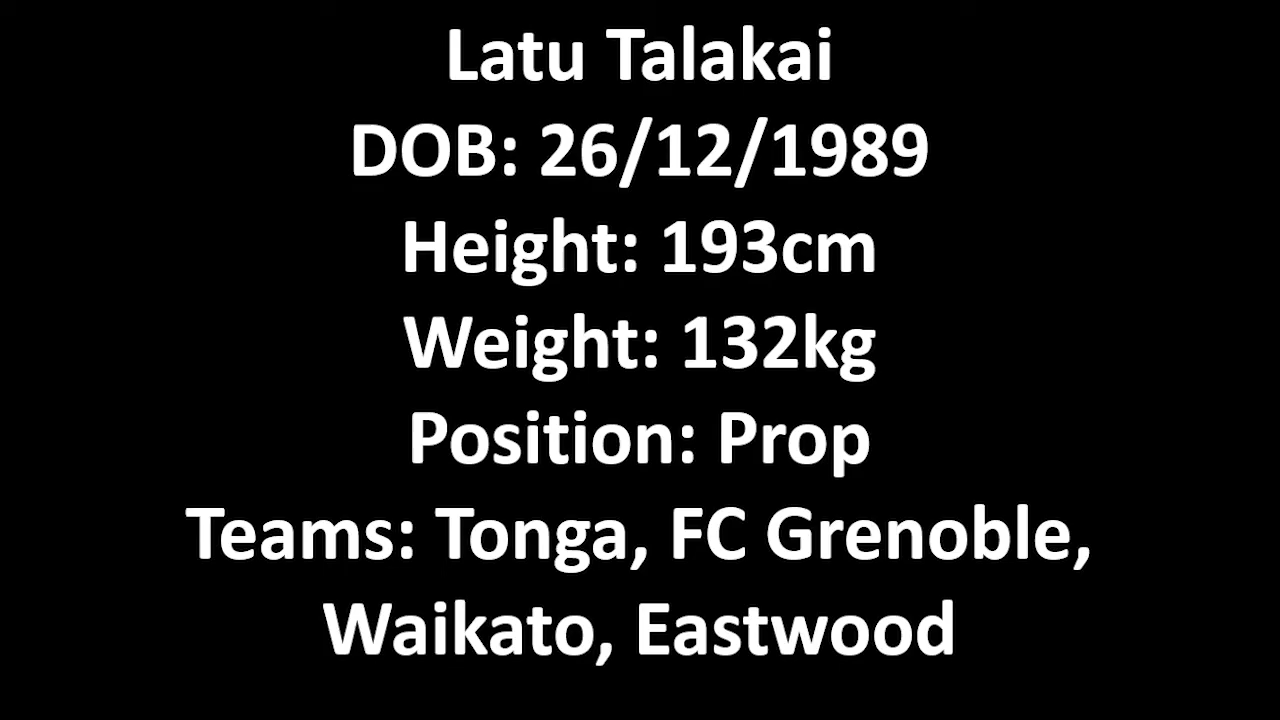 Latu Talakai
DOB: 26/12/1989
Height: 193cm
Weight: 132kg
Position: Prop
Teams: Tonga, FC Grenoble,
Waikato, Eastwood